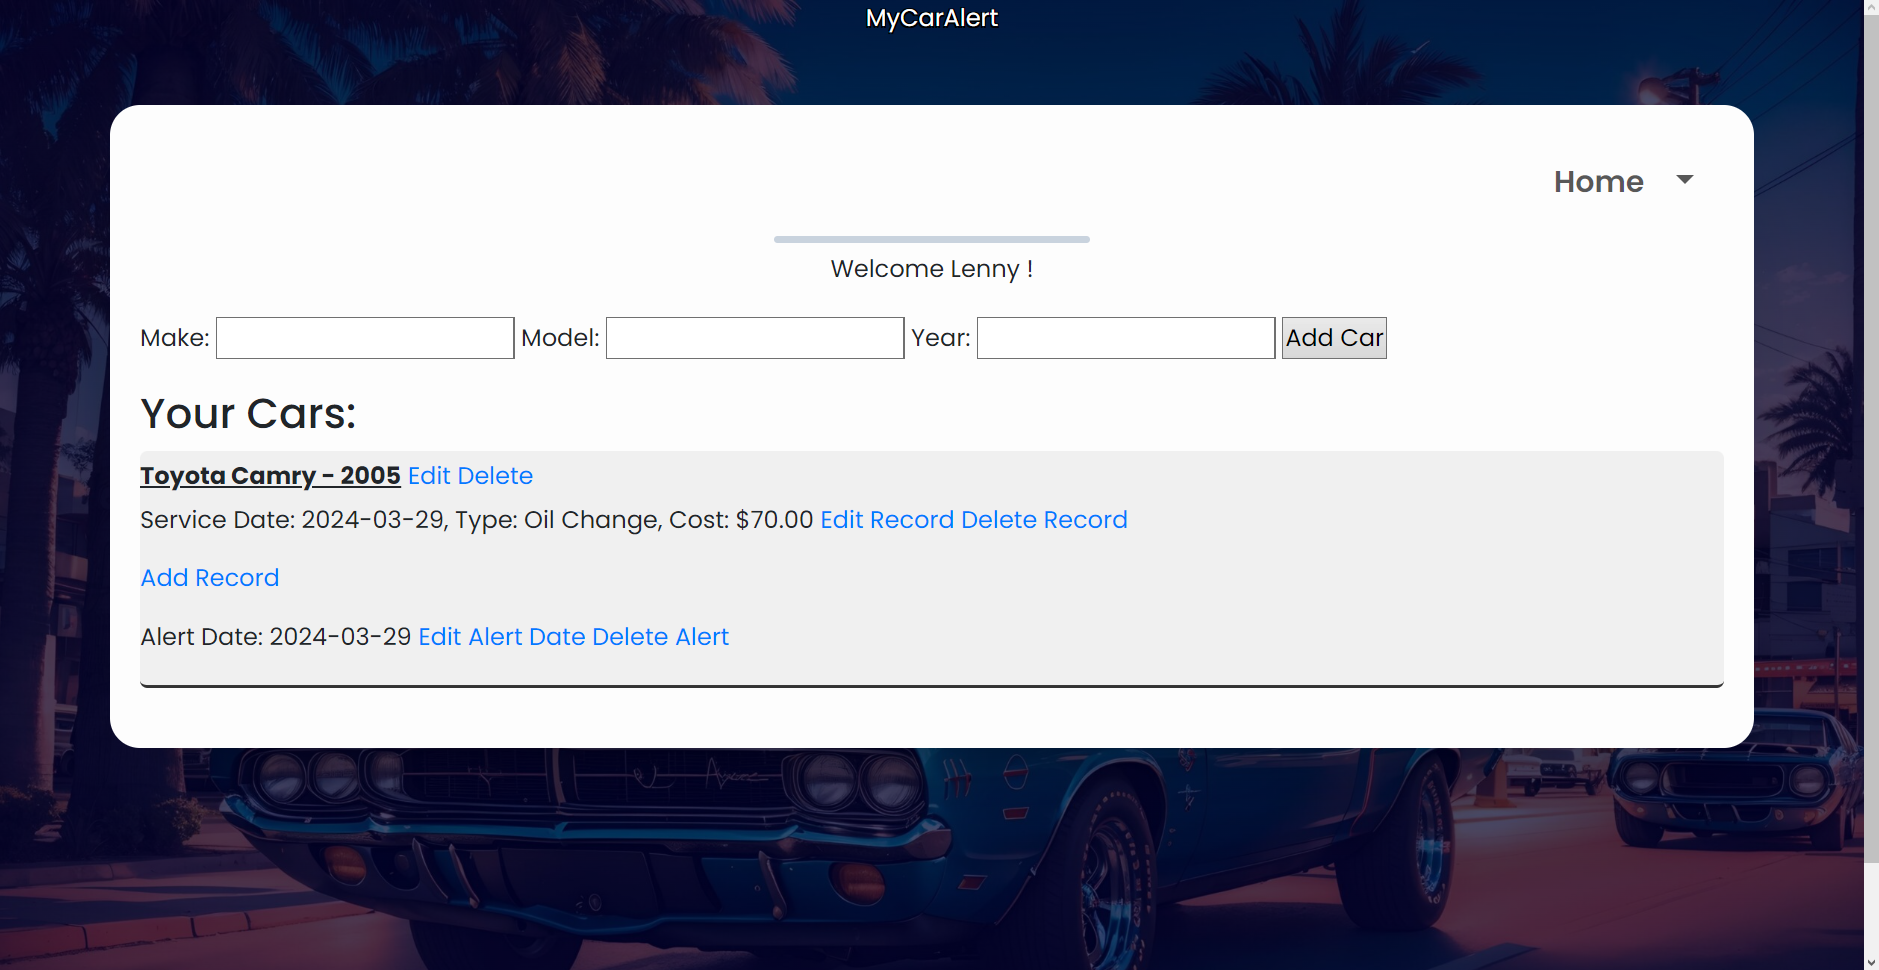 MyCarAlert
Home
Welcome Lenny !
Make: Model: Year: Add Car
Your Cars:
Toyota Camry - 2005 Edit Delete
Service Date: 2024-03-29, Type: Oil Change, Cost: $70.00 Edit Record Delete Record
Add Record
Alert Date: 2024-03-29 Edit Alert Date Delete Alert